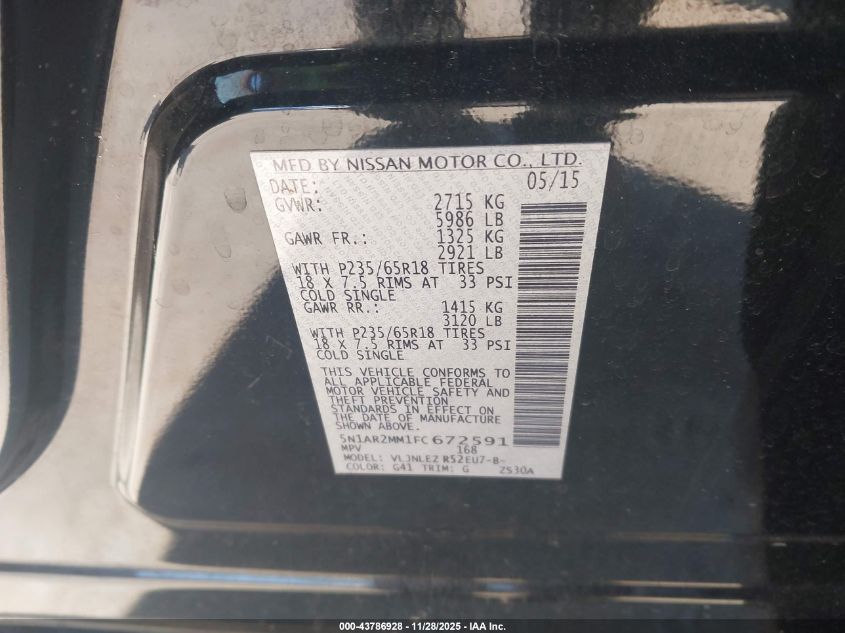 MFD BY NISSAN MOTOR CO., LTD.
DATE: 05/15
GVWR: 2715 KG
5986 LB
GAWR FR.: 1325 KG
2921 LB
WITH P235/65R18 TIRES
18 X 7.5 RIMS AT 33 PSI
COLD SINGLE
GAWR RR.: 1415 KG
3120 LB
WITH P235/65R18 TIRES
18 X 7.5 RIMS AT 33 PSI
COLD SINGLE
THIS VEHICLE CONFORMS TO
ALL APPLICABLE FEDERAL
MOTOR VEHICLE SAFETY AND
THEFT PREVENTION
STANDARDS IN EFFECT ON
THE DATE OF MANUFACTURE
SHOWN ABOVE.
5N1AR2MM1FC672591
MPV 168
MODEL: VLJNLEZ R52EU7-B-
COLOR: G41 TRIM: G 2S30A
000-43786928 - 11/28/2025 - IAA Inc.